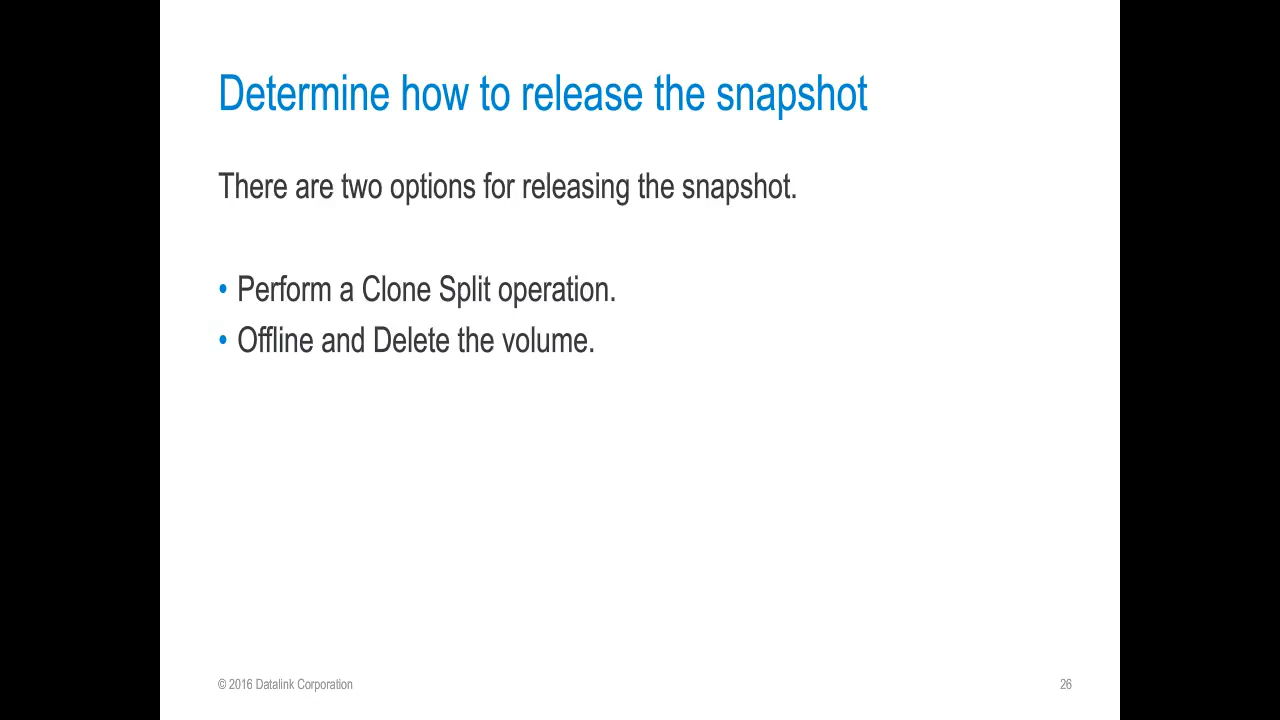 Determine how to release the snapshot
There are two options for releasing the snapshot.
• Perform a Clone Split operation.
• Offline and Delete the volume.
© 2016 Datalink Corporation
26